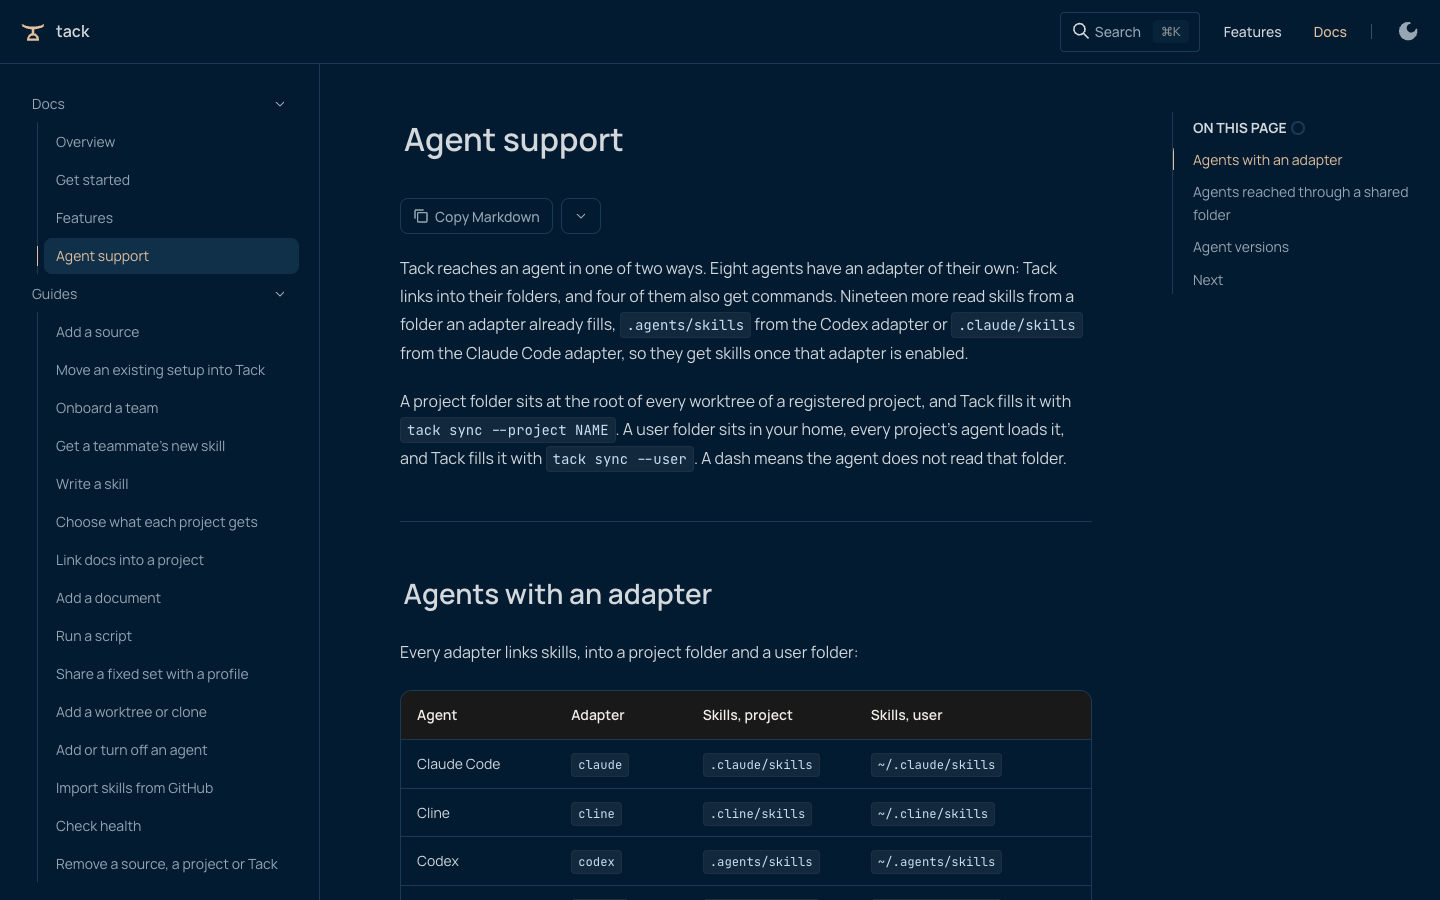 tack
Search ⌘K
Features
Docs
Docs
Overview
Get started
Features
Agent support
Guides
Add a source
Move an existing setup into Tack
Onboard a team
Get a teammate's new skill
Write a skill
Choose what each project gets
Link docs into a project
Add a document
Run a script
Share a fixed set with a profile
Add a worktree or clone
Add or turn off an agent
Import skills from GitHub
Check health
Remove a source, a project or Tack
Agent support
Copy Markdown
Tack reaches an agent in one of two ways. Eight agents have an adapter of their own: Tack
links into their folders, and four of them also get commands. Nineteen more read skills from a
folder an adapter already fills, .agents/skills from the Codex adapter or .claude/skills
from the Claude Code adapter, so they get skills once that adapter is enabled.
A project folder sits at the root of every worktree of a registered project, and Tack fills it with
tack sync --project NAME. A user folder sits in your home, every project's agent loads it,
and Tack fills it with tack sync --user. A dash means the agent does not read that folder.
Agents with an adapter
Every adapter links skills, into a project folder and a user folder:
Agent Adapter Skills, project Skills, user
Claude Code claude .claude/skills ~/.claude/skills
Cline cline .cline/skills ~/.cline/skills
Codex codex .agents/skills ~/.agents/skills
ON THIS PAGE
Agents with an adapter
Agents reached through a shared
folder
Agent versions
Next